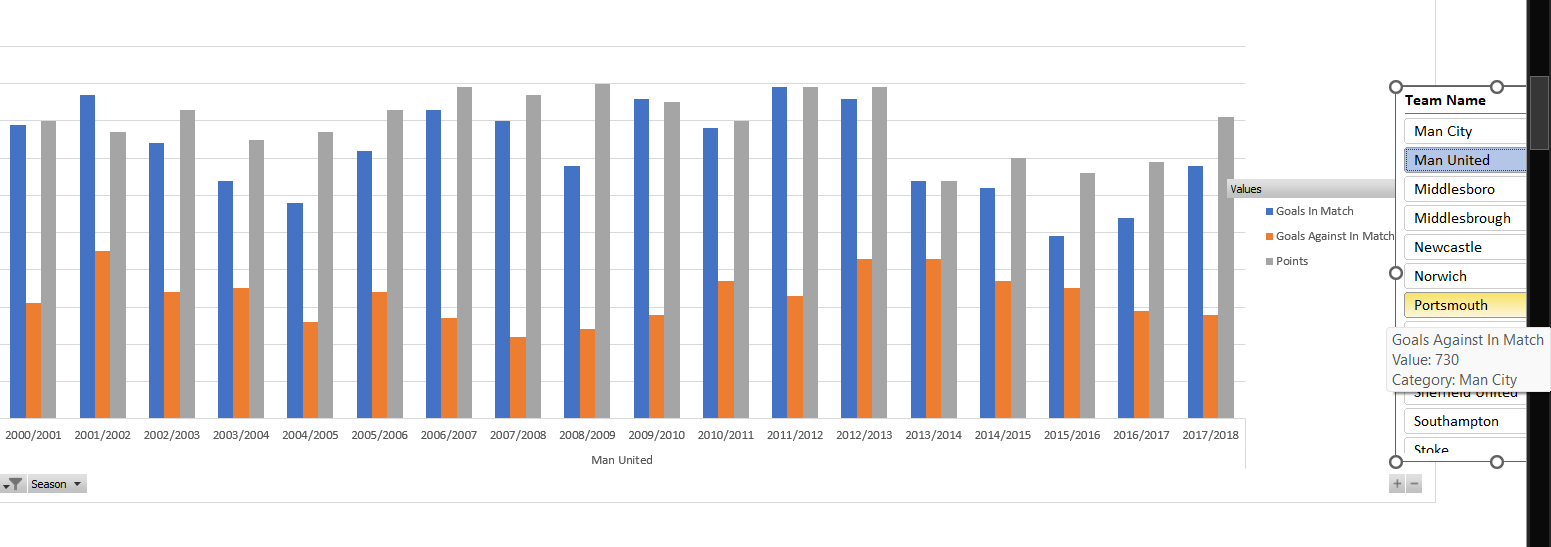 2000/2001 2001/2002 2002/2003 2003/2004 2004/2005 2005/2006 2006/2007 2007/2008 2008/2009 2009/2010 2010/2011 2011/2012 2012/2013 2013/2014 2014/2015 2015/2016 2016/2017 2017/2018
Man United
Season
Values
Goals In Match
Goals Against In Match
Points
Team Name
Man City
Man United
Middlesboro
Middlesbrough
Newcastle
Norwich
Portsmouth
Goals Against In Match
Value: 730
Category: Man City
Sheffield United
Southampton
Stoke